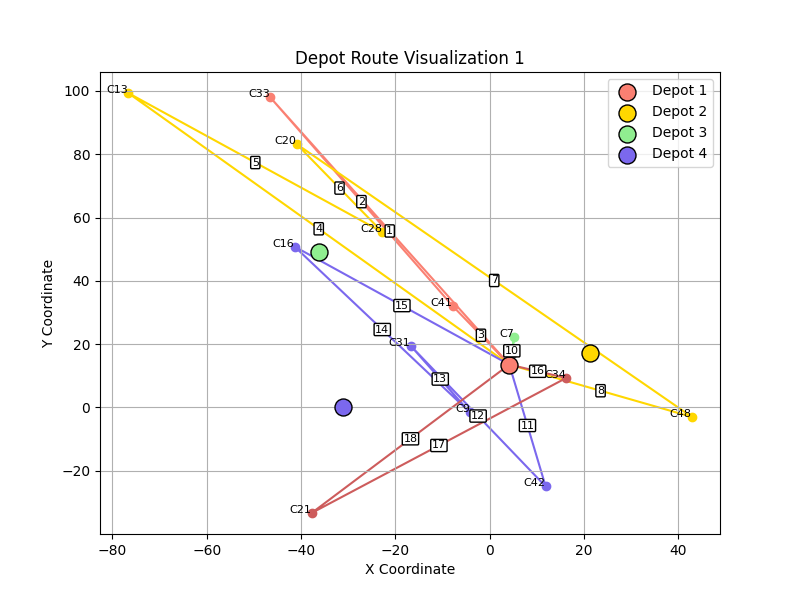 Depot Route Visualization 1
Depot 1
Depot 2
Depot 3
Depot 4
Y Coordinate
100
80
60
40
20
0
−20
C13
C33
C20
5
6
2
4
C28
1
C16
7
15
C41
14
3
C7
C31
10
16
C34
13
8
C9
12
C48
11
18
17
C42
C21
−80
−60
−40
−20
0
20
40
X Coordinate